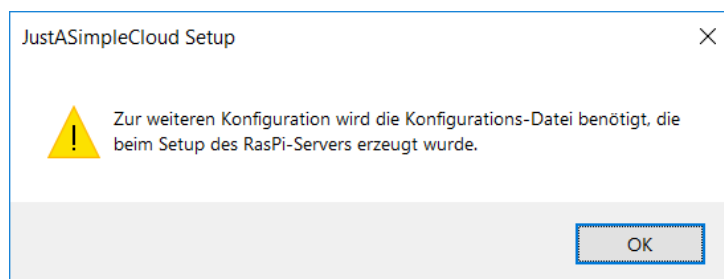 JustASimpleCloud Setup
Zur weiteren Konfiguration wird die Konfigurations-Datei benötigt, die
beim Setup des RasPi-Servers erzeugt wurde.
OK